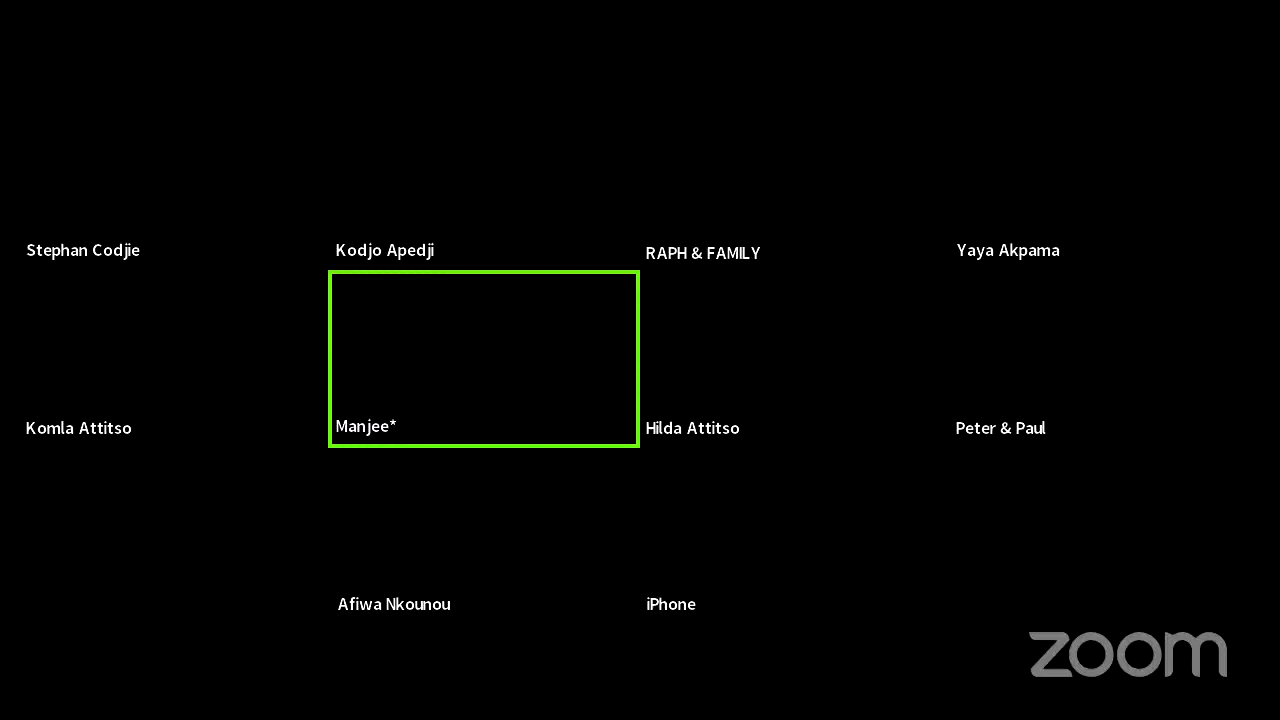 Stephan Codjie
Kodjo Apedji
RAPH & FAMILY
Yaya Akpama
Komla Attitso
Manjee*
Hilda Attitso
Peter & Paul
Afiwa Nkounou
iPhone
zoom